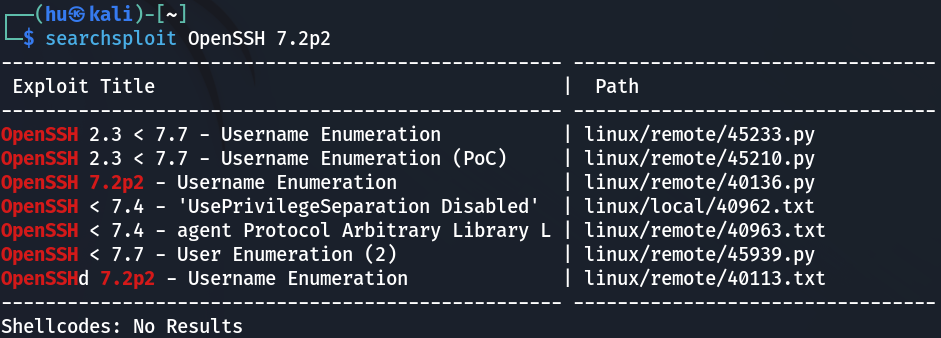 ┌──(hu㉿kali)-[~]
└─$ searchsploit OpenSSH 7.2p2
---------------------------------------------------- ---------------------------------
 Exploit Title                                      |  Path
---------------------------------------------------- ---------------------------------
OpenSSH 2.3 < 7.7 - Username Enumeration            | linux/remote/45233.py
OpenSSH 2.3 < 7.7 - Username Enumeration (PoC)      | linux/remote/45210.py
OpenSSH 7.2p2 - Username Enumeration                | linux/remote/40136.py
OpenSSH < 7.4 - 'UsePrivilegeSeparation Disabled'   | linux/local/40962.txt
OpenSSH < 7.4 - agent Protocol Arbitrary Library L  | linux/remote/40963.txt
OpenSSH < 7.7 - User Enumeration (2)                | linux/remote/45939.py
OpenSSHd 7.2p2 - Username Enumeration               | linux/remote/40113.txt
---------------------------------------------------- ---------------------------------
Shellcodes: No Results